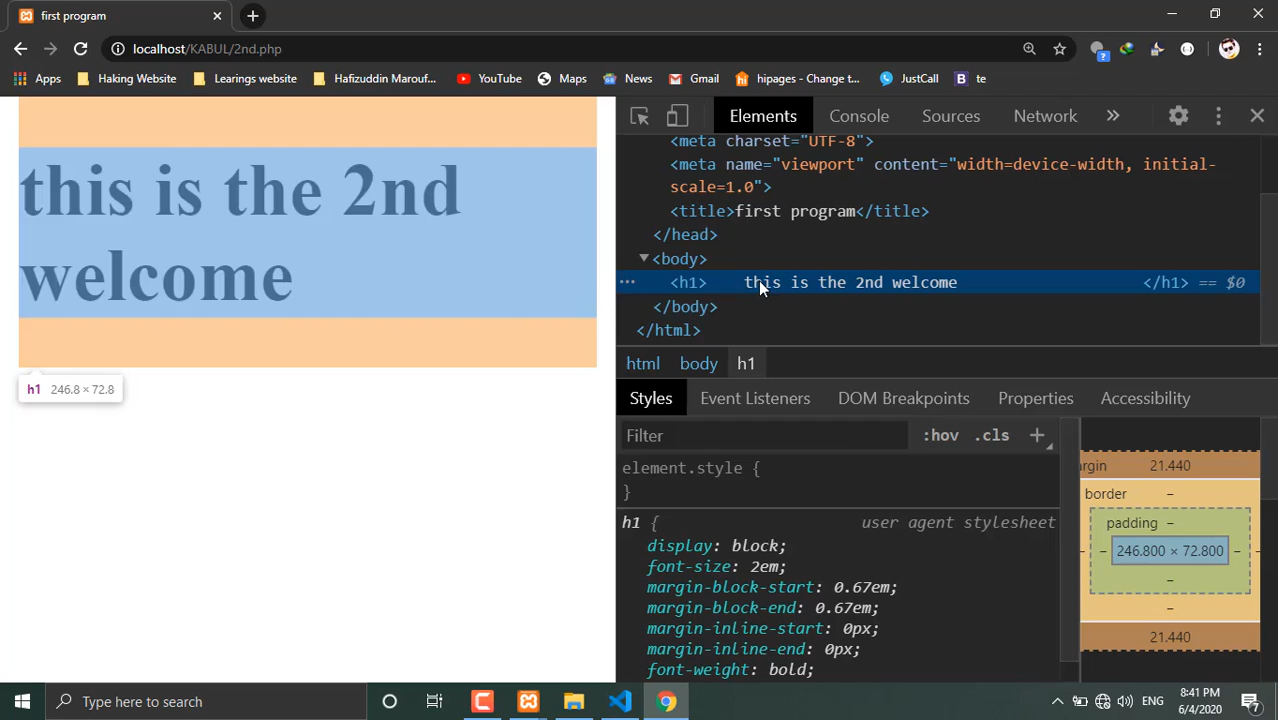 first program
localhost/KABUL/2nd.php
Apps
Haking Website
Learings website
Hafizuddin Marouf...
YouTube
Maps
News
Gmail
hipages - Change t...
JustCall
B te
this is the 2nd
welcome
h1 246.8 × 72.8
Elements
Console
Sources
Network
<meta charset="UTF-8">
<meta name="viewport" content="width=device-width, initial-
scale=1.0">
<title>first program</title>
</head>
<body>
<h1> this is the 2nd welcome </h1> == $0
</body>
</html>
html body h1
Styles
Event Listeners
DOM Breakpoints
Properties
Accessibility
Filter
:hov .cls +
element.style {
}
h1 { user agent stylesheet
display: block;
font-size: 2em;
margin-block-start: 0.67em;
margin-block-end: 0.67em;
margin-inline-start: 0px;
margin-inline-end: 0px;
font-weight: bold;
argin 21.440
border –
padding –
– – 246.800 × 72.800 – –
–
–
21.440
Type here to search
ENG
8:41 PM
6/4/2020
7